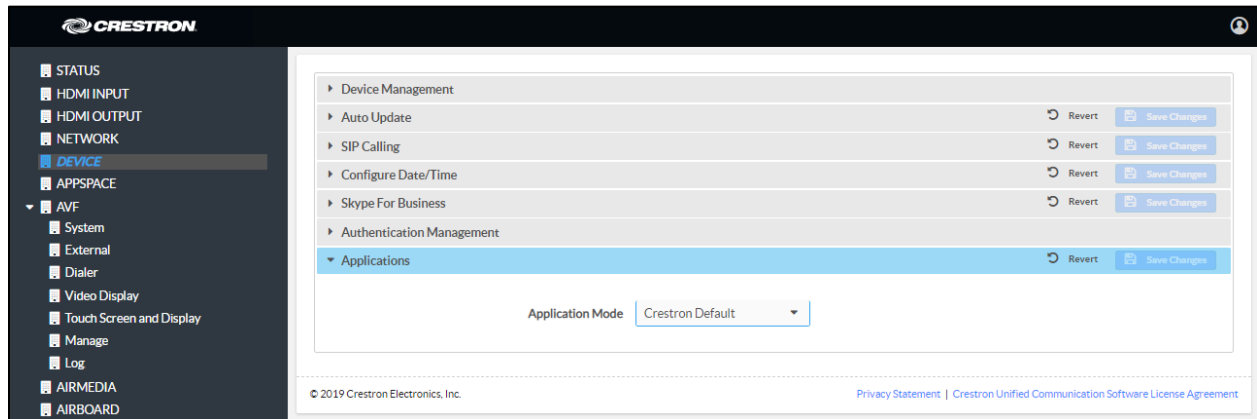 CRESTRON.
STATUS
HDMI INPUT
HDMI OUTPUT
NETWORK
DEVICE
APPSPACE
AVF
System
External
Dialer
Video Display
Touch Screen and Display
Manage
Log
AIRMEDIA
AIRBOARD
Device Management
Auto Update Revert Save Changes
SIP Calling Revert Save Changes
Configure Date/Time Revert Save Changes
Skype For Business Revert Save Changes
Authentication Management
Applications Revert Save Changes
Application Mode Crestron Default
© 2019 Crestron Electronics, Inc. Privacy Statement | Crestron Unified Communication Software License Agreement